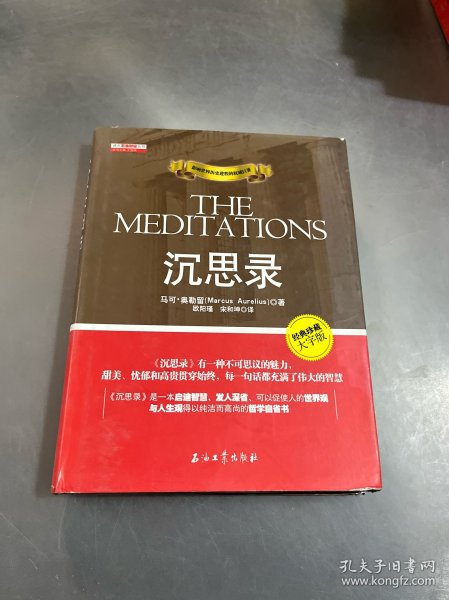 THE
MEDITATIONS
沉思录
马可·奥勒留(Marcus Aurelius)◎著
欧阳瑾 宋和坤◎译
经典珍藏
大字版
《沉思录》有一种不可思议的魅力,
甜美、忧郁和高贵贯穿始终,每一句话都充满了伟大的智慧
《沉思录》是一本启迪智慧、发人深省、可以促使人的世界观
与人生观得以纯洁而高尚的哲学自省书
石油工业出版社
孔夫子旧书网
www.kongfz.com